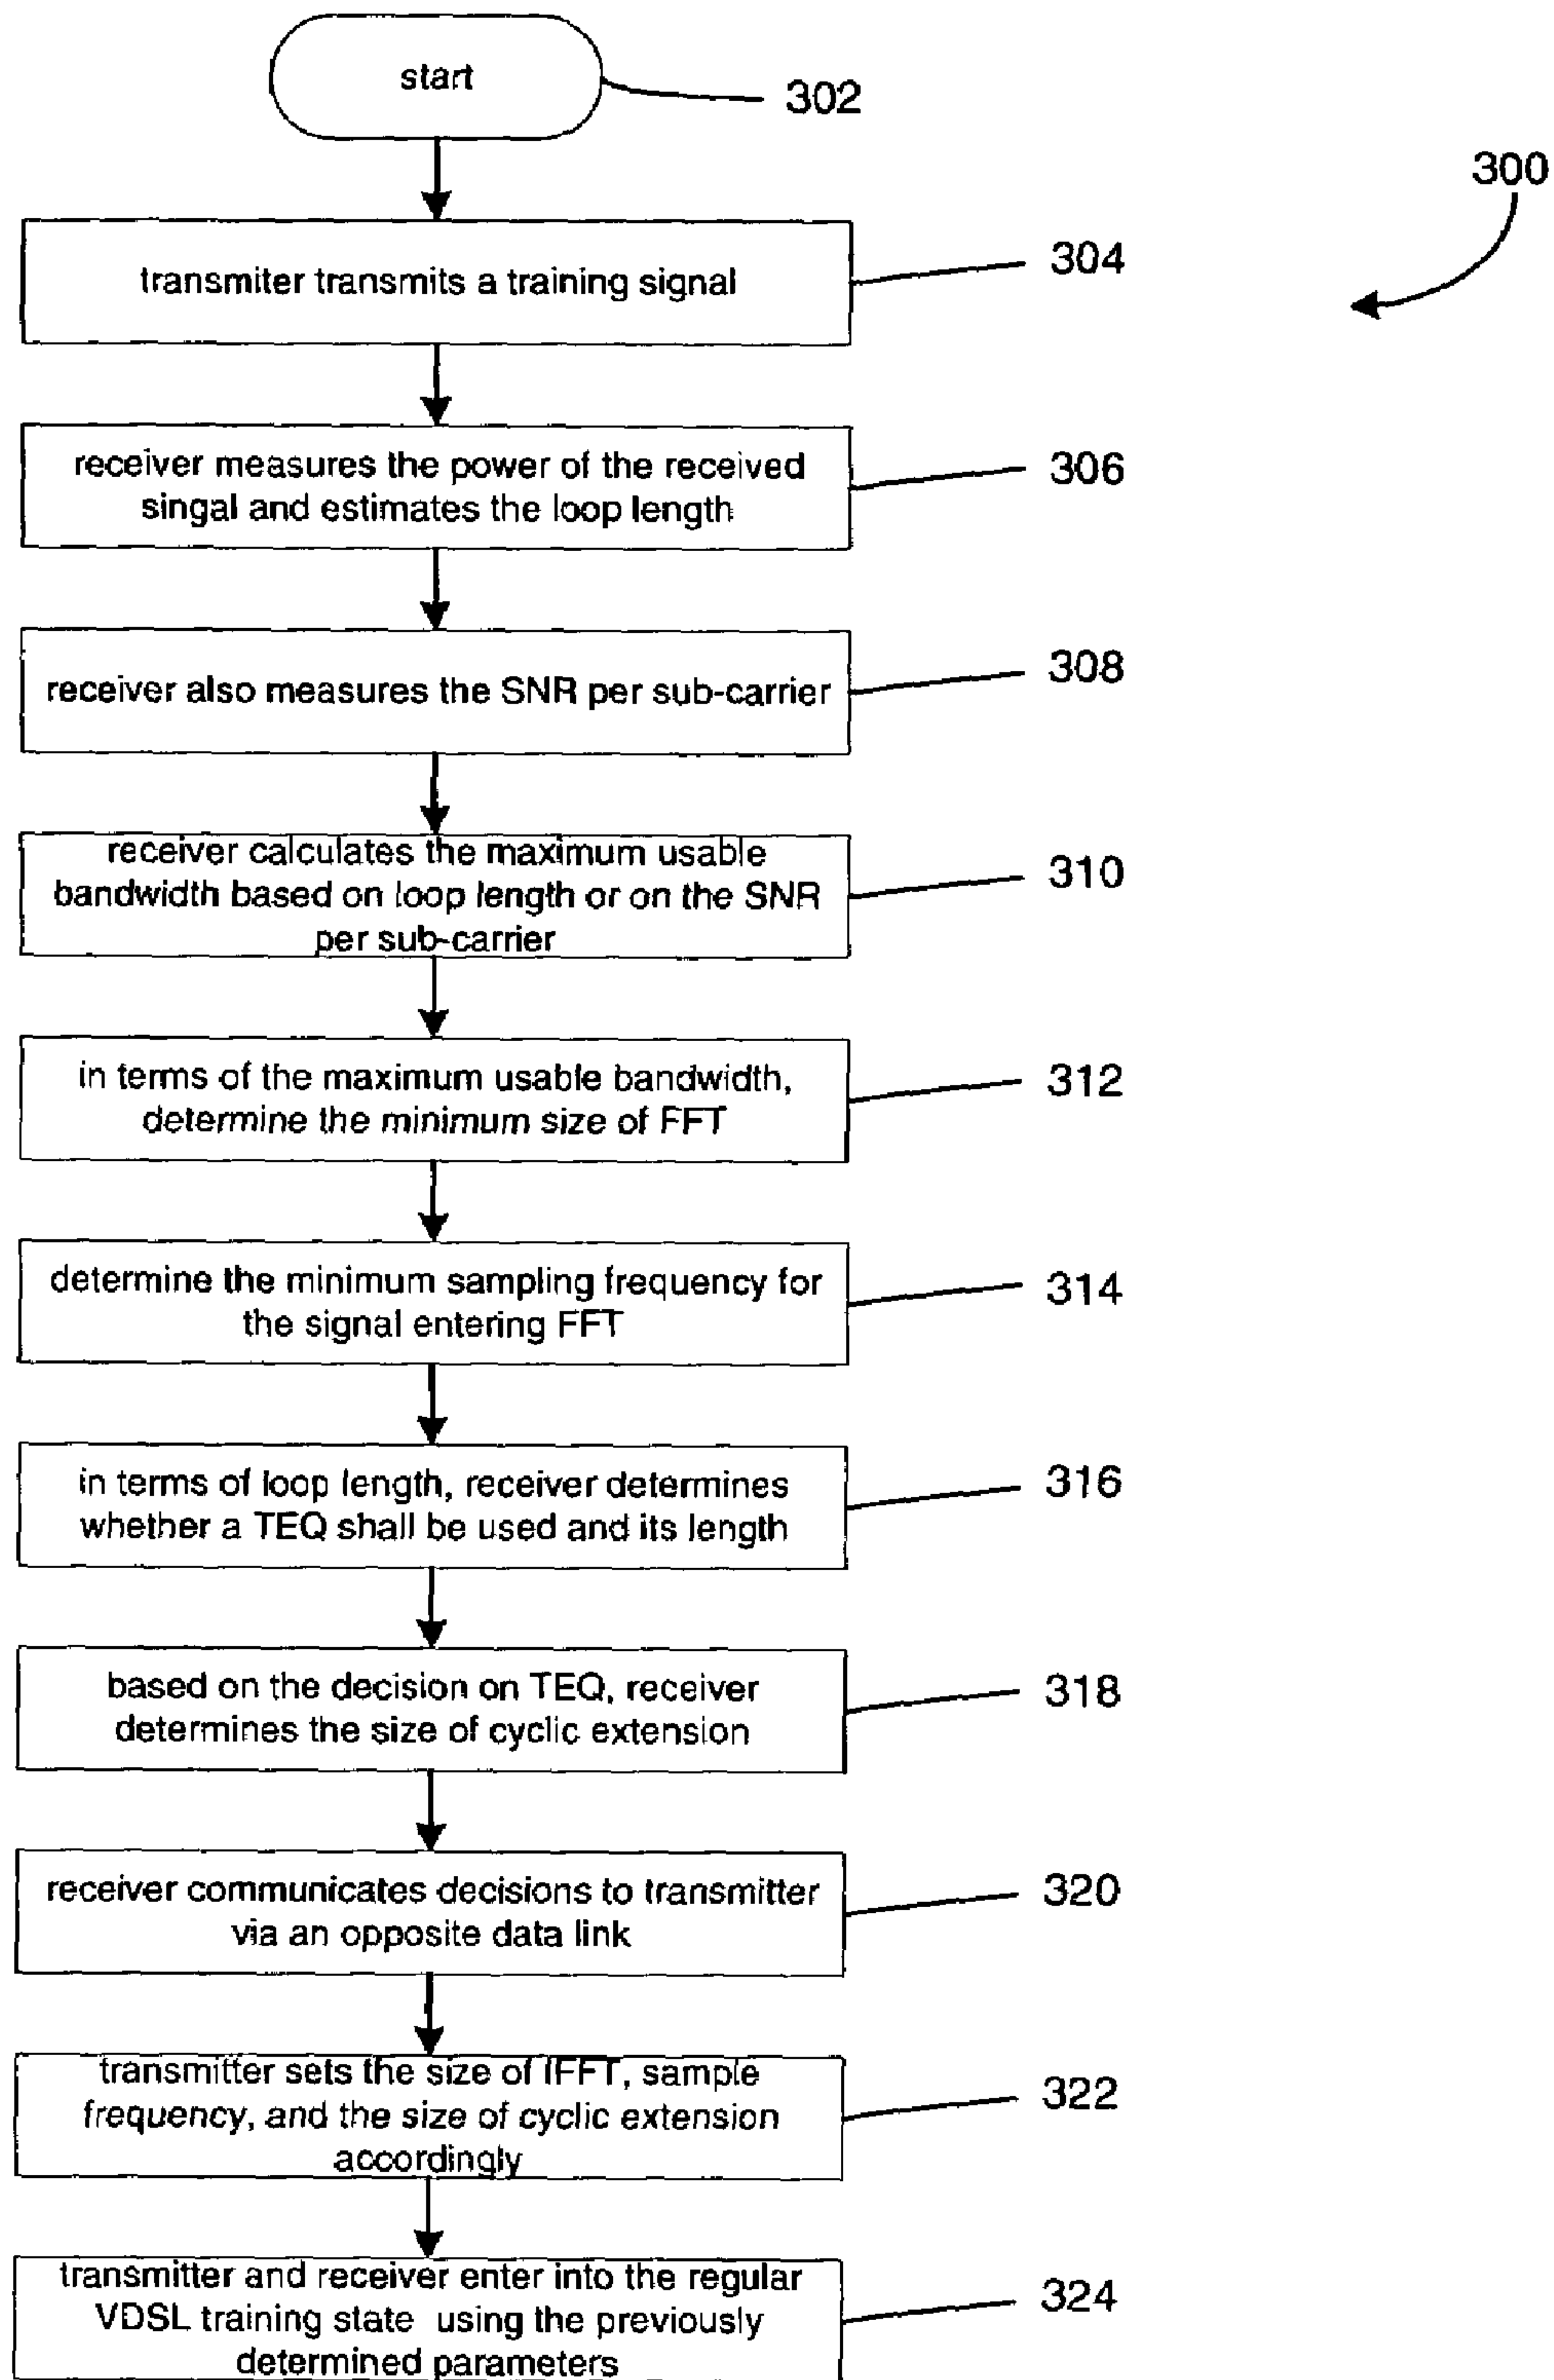 start
302
300
transmiter transmits a training signal
304
receiver measures the power of the received
singal and estimates the loop length
306
receiver also measures the SNR per sub-carrier
308
receiver calculates the maximum usable
bandwidth based on loop length or on the SNR
per sub-carrier
310
in terms of the maximum usable bandwidth,
determine the minimum size of FFT
312
determine the minimum sampling frequency for
the signal entering FFT
314
in terms of loop length, receiver determines
whether a TEQ shall be used and its length
316
based on the decision on TEQ, receiver
determines the size of cyclic extension
318
receiver communicates decisions to transmitter
via an opposite data link
320
transmitter sets the size of IFFT, sample
frequency, and the size of cyclic extension
accordingly
322
transmitter and receiver enter into the regular
VDSL training state using the previously
determined parameters
324